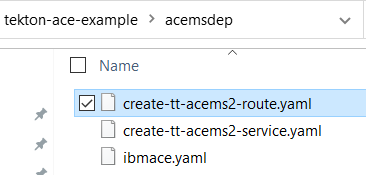 tekton-ace-example > acemsdep
Name
create-tt-acems2-route.yaml
create-tt-acems2-service.yaml
ibmace.yaml